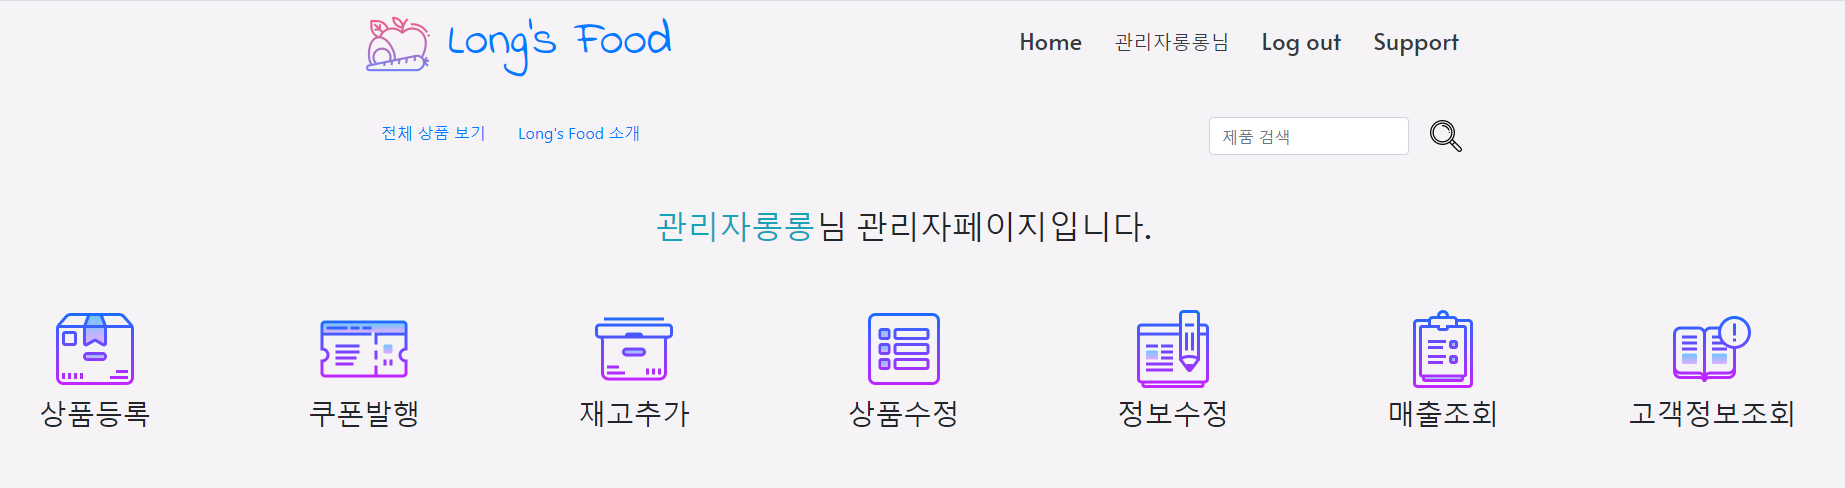 Long's Food
Home 관리자롱롱님 Log out Support
전체 상품 보기 Long's Food 소개 제품 검색
관리자롱롱님 관리자페이지입니다.
상품등록 쿠폰발행 재고추가 상품수정 정보수정 매출조회 고객정보조회